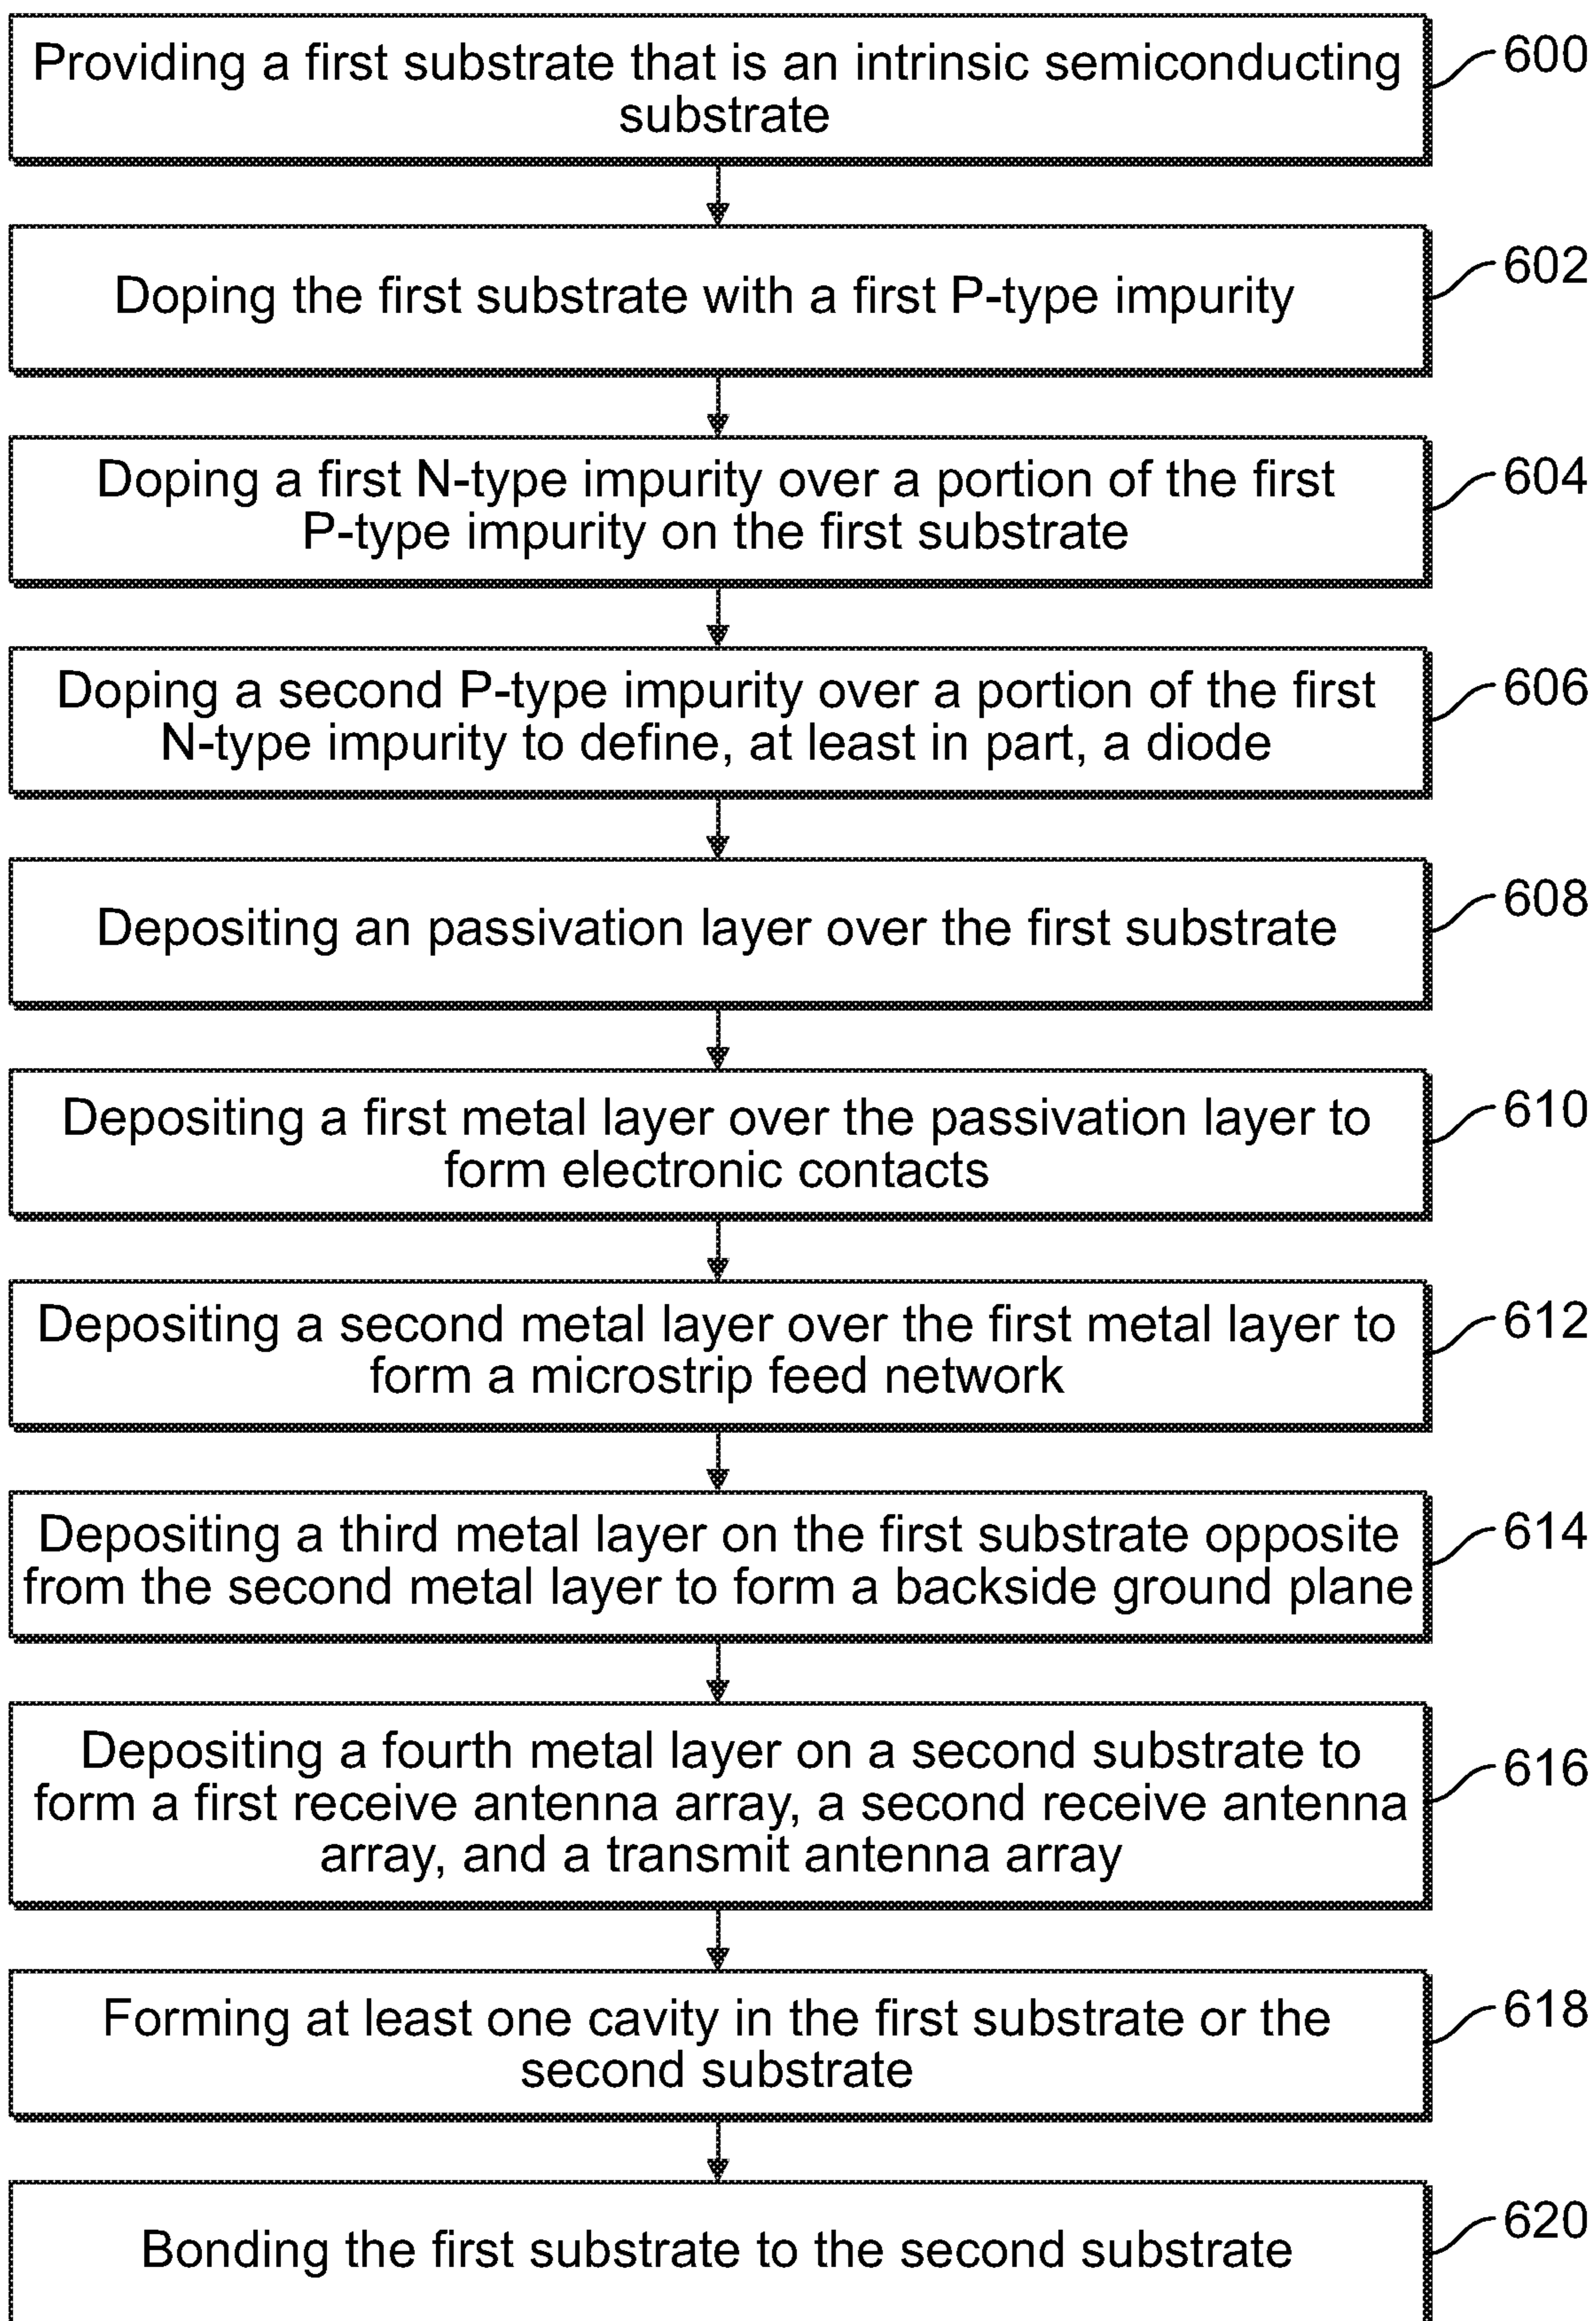 Providing a first substrate that is an intrinsic semiconducting
substrate
600
Doping the first substrate with a first P-type impurity
602
Doping a first N-type impurity over a portion of the first
P-type impurity on the first substrate
604
Doping a second P-type impurity over a portion of the first
N-type impurity to define, at least in part, a diode
606
Depositing an passivation layer over the first substrate
608
Depositing a first metal layer over the passivation layer to
form electronic contacts
610
Depositing a second metal layer over the first metal layer to
form a microstrip feed network
612
Depositing a third metal layer on the first substrate opposite
from the second metal layer to form a backside ground plane
614
Depositing a fourth metal layer on a second substrate to
form a first receive antenna array, a second receive antenna
array, and a transmit antenna array
616
Forming at least one cavity in the first substrate or the
second substrate
618
Bonding the first substrate to the second substrate
620